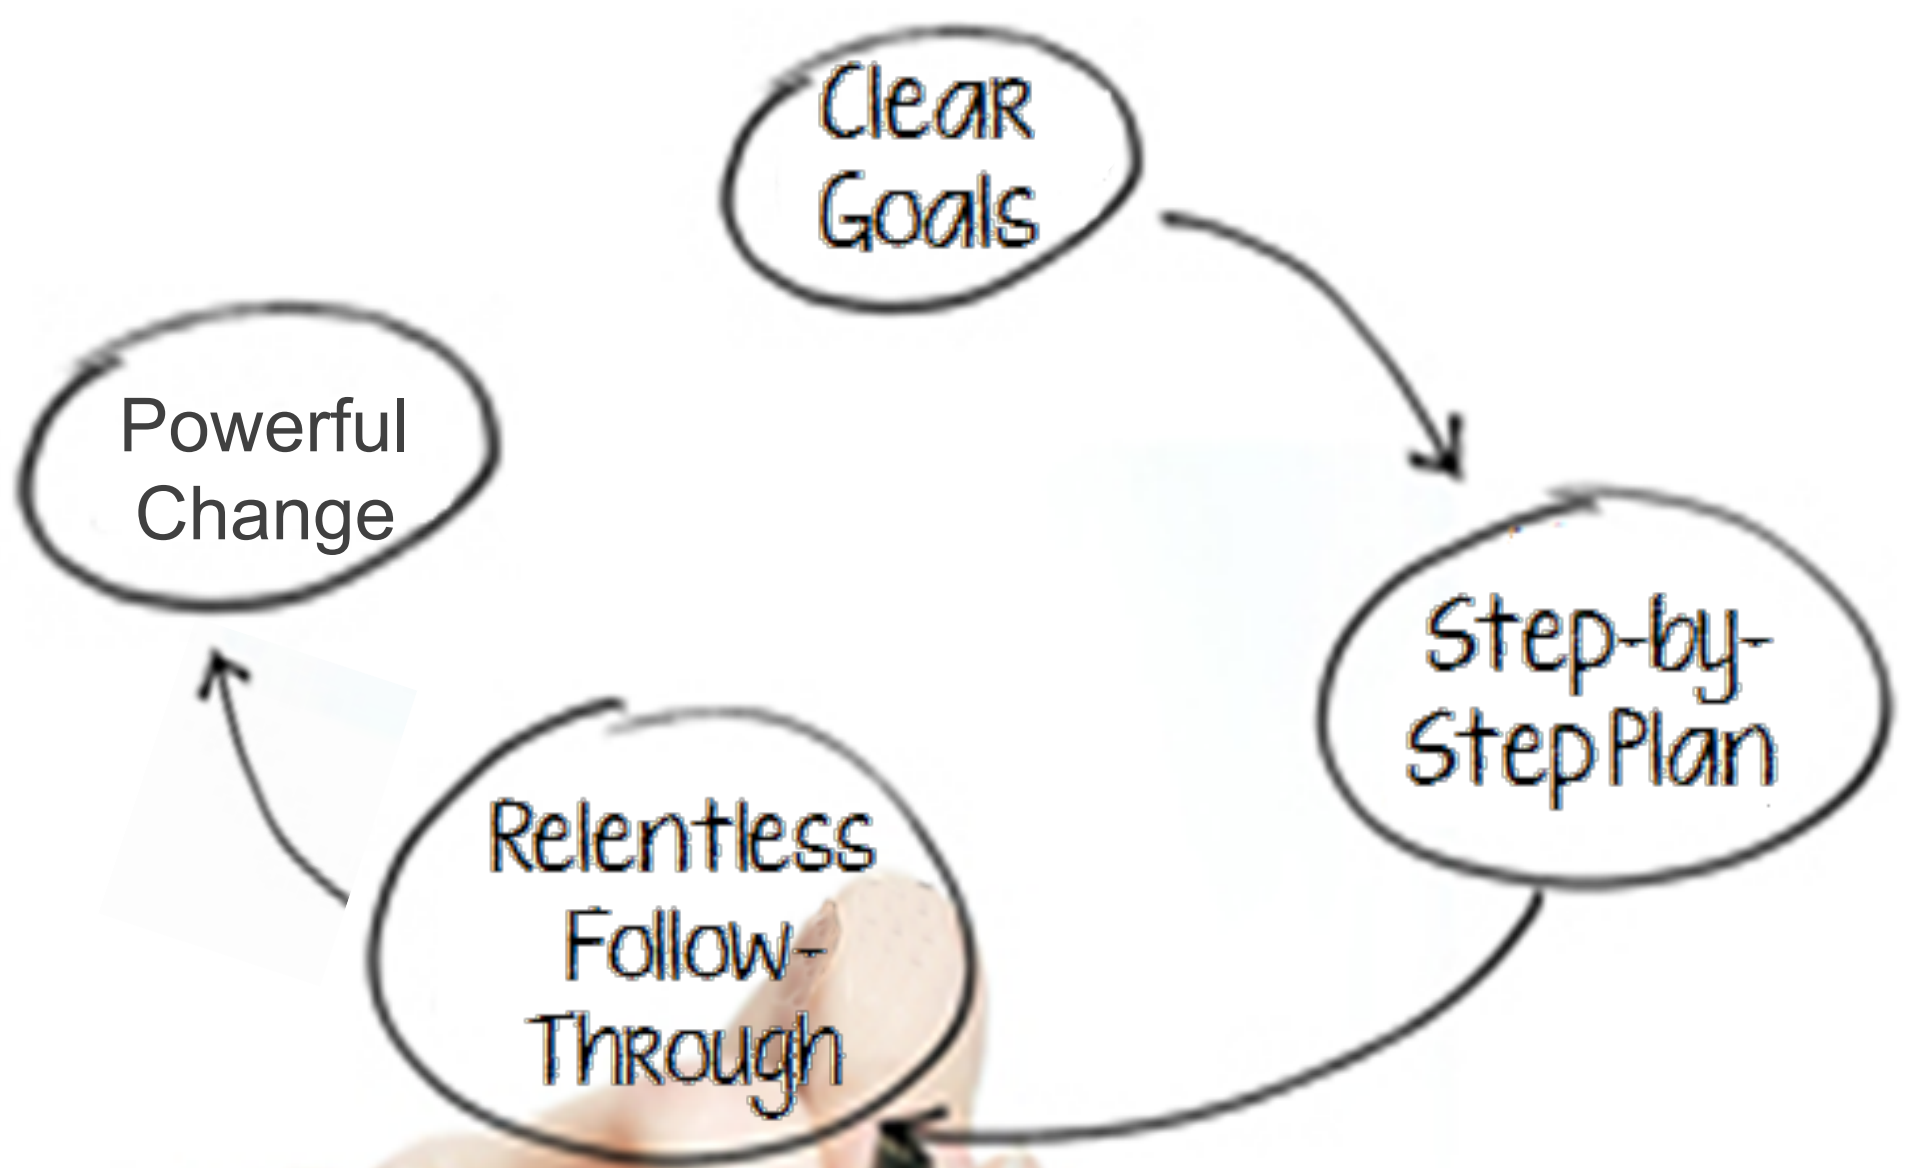 Clear
Goals
Step-by-
Step Plan
Relentless
Follow-
Through
Powerful
Change